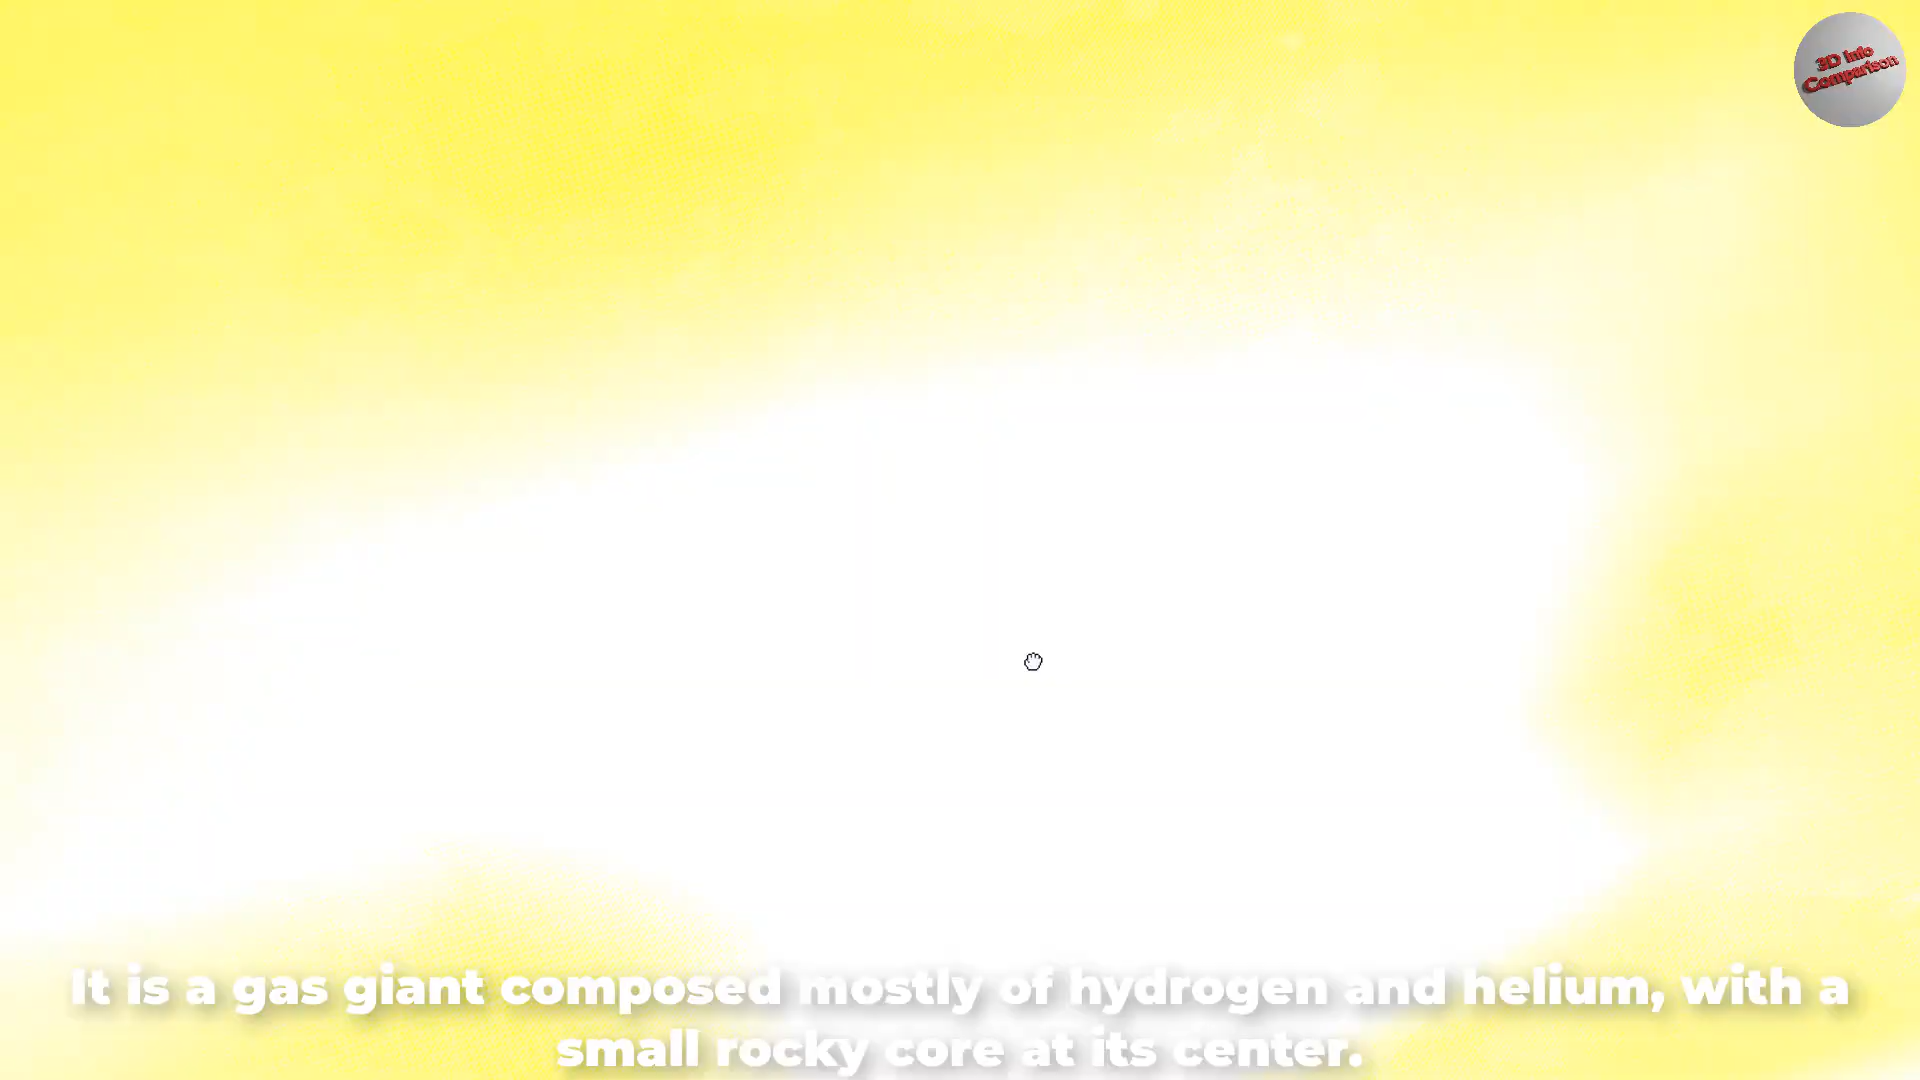 3D Info
Comparison
It is a gas giant composed mostly of hydrogen and helium, with a
small rocky core at its center.